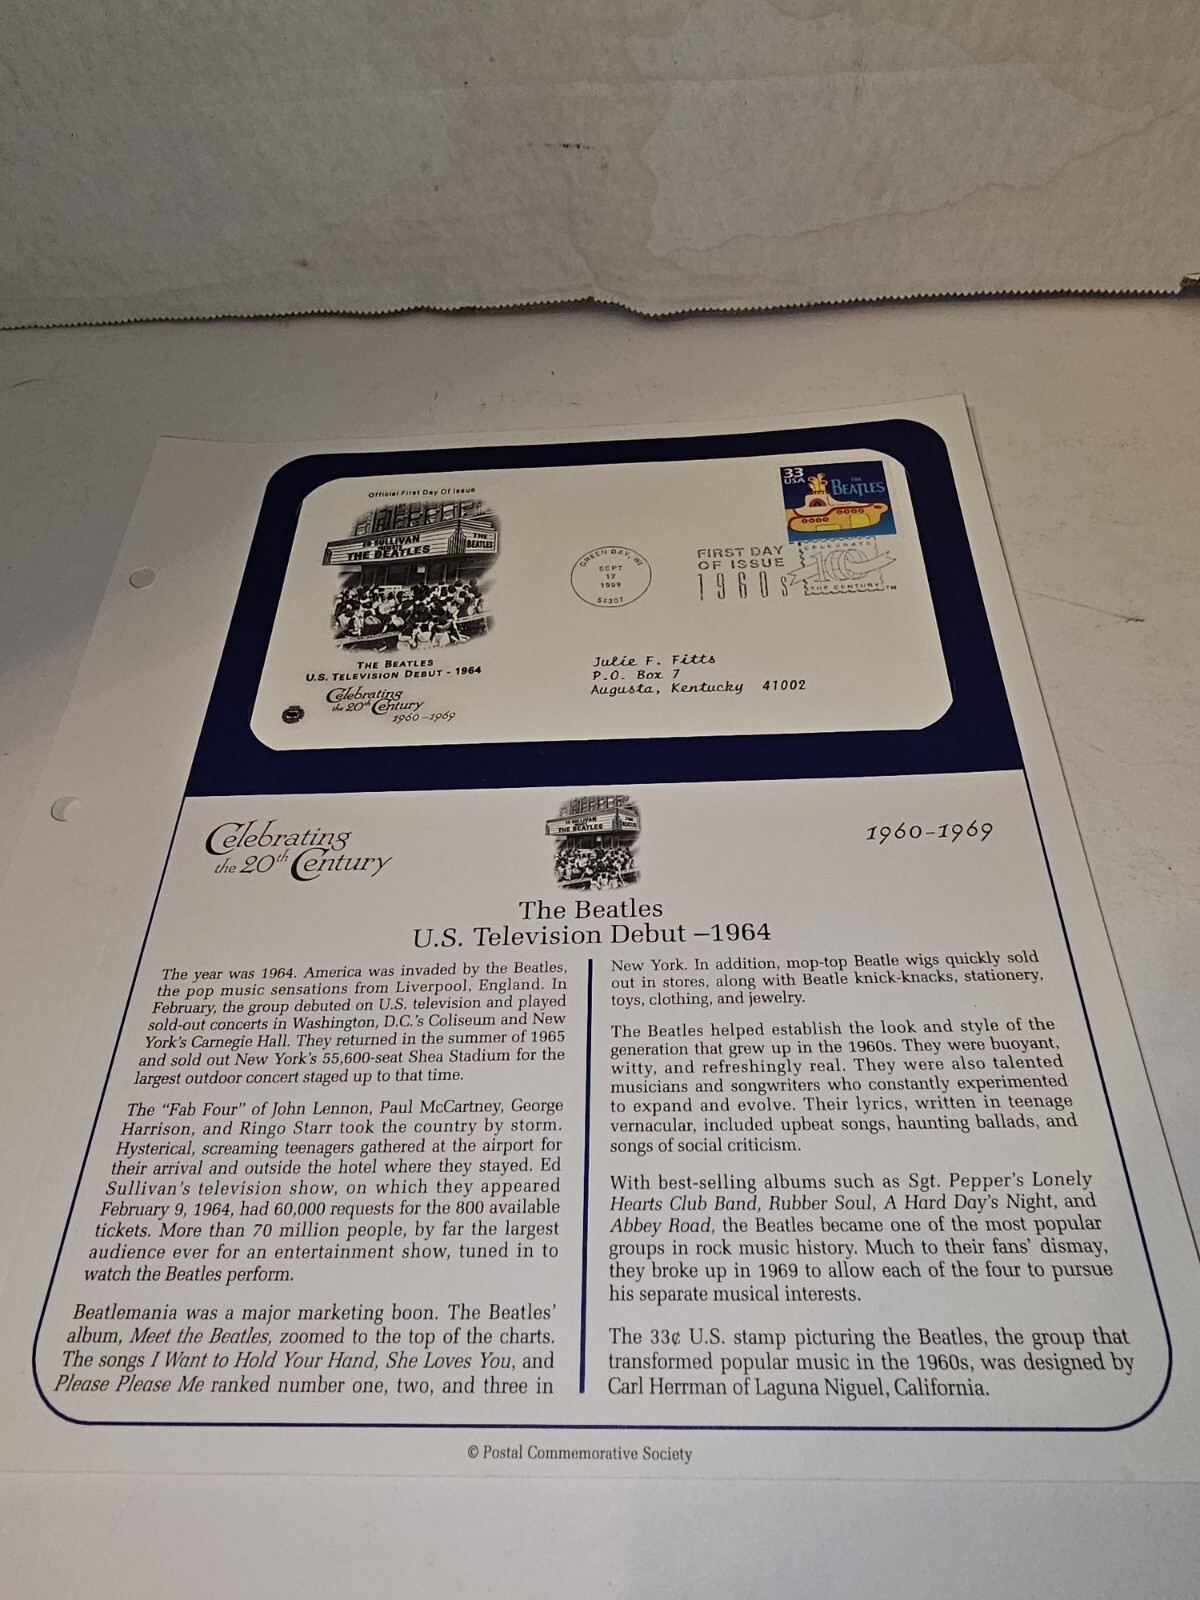 Official First Day Of Issue
ED SULLIVAN
THE BEATLES
THE
BEATLES
THE BEATLES
U.S. TELEVISION DEBUT - 1964
Celebrating
the 20th Century
1960-1969
GREEN BAY, WI
SEPT
17
1999
54307
FIRST DAY
OF ISSUE
1960s
33
USA
THE
BEATLES
CELEBRATE
100
THE CENTURY™
Julie F. Fitts
P.O. Box 7
Augusta, Kentucky 41002
Celebrating
the 20th Century
ED SULLIVAN
THE BEATLES
1960-1969
The Beatles
U.S. Television Debut –1964
The year was 1964. America was invaded by the Beatles,
the pop music sensations from Liverpool, England. In
February, the group debuted on U.S. television and played
sold-out concerts in Washington, D.C.'s Coliseum and New
York's Carnegie Hall. They returned in the summer of 1965
and sold out New York's 55,600-seat Shea Stadium for the
largest outdoor concert staged up to that time.
The "Fab Four" of John Lennon, Paul McCartney, George
Harrison, and Ringo Starr took the country by storm.
Hysterical, screaming teenagers gathered at the airport for
their arrival and outside the hotel where they stayed. Ed
Sullivan's television show, on which they appeared
February 9, 1964, had 60,000 requests for the 800 available
tickets. More than 70 million people, by far the largest
audience ever for an entertainment show, tuned in to
watch the Beatles perform.
Beatlemania was a major marketing boon. The Beatles'
album, Meet the Beatles, zoomed to the top of the charts.
The songs I Want to Hold Your Hand, She Loves You, and
Please Please Me ranked number one, two, and three in
New York. In addition, mop-top Beatle wigs quickly sold
out in stores, along with Beatle knick-knacks, stationery,
toys, clothing, and jewelry.
The Beatles helped establish the look and style of the
generation that grew up in the 1960s. They were buoyant,
witty, and refreshingly real. They were also talented
musicians and songwriters who constantly experimented
to expand and evolve. Their lyrics, written in teenage
vernacular, included upbeat songs, haunting ballads, and
songs of social criticism.
With best-selling albums such as Sgt. Pepper's Lonely
Hearts Club Band, Rubber Soul, A Hard Day's Night, and
Abbey Road, the Beatles became one of the most popular
groups in rock music history. Much to their fans' dismay,
they broke up in 1969 to allow each of the four to pursue
his separate musical interests.
The 33¢ U.S. stamp picturing the Beatles, the group that
transformed popular music in the 1960s, was designed by
Carl Herrman of Laguna Niguel, California.
© Postal Commemorative Society